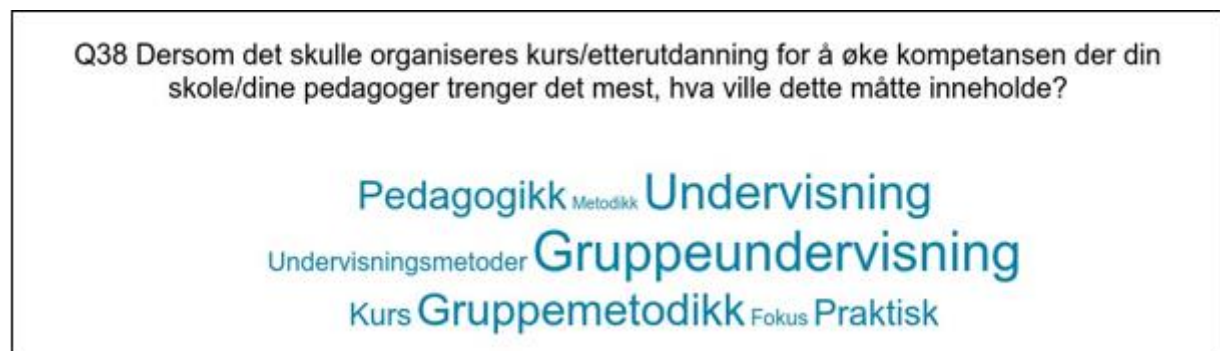 Q38 Dersom det skulle organiseres kurs/etterutdanning for å øke kompetansen der din
skole/dine pedagoger trenger det mest, hva ville dette måtte inneholde?
Pedagogikk Metodikk Undervisning
Undervisningsmetoder Gruppeundervisning
Kurs Gruppemetodikk Fokus Praktisk